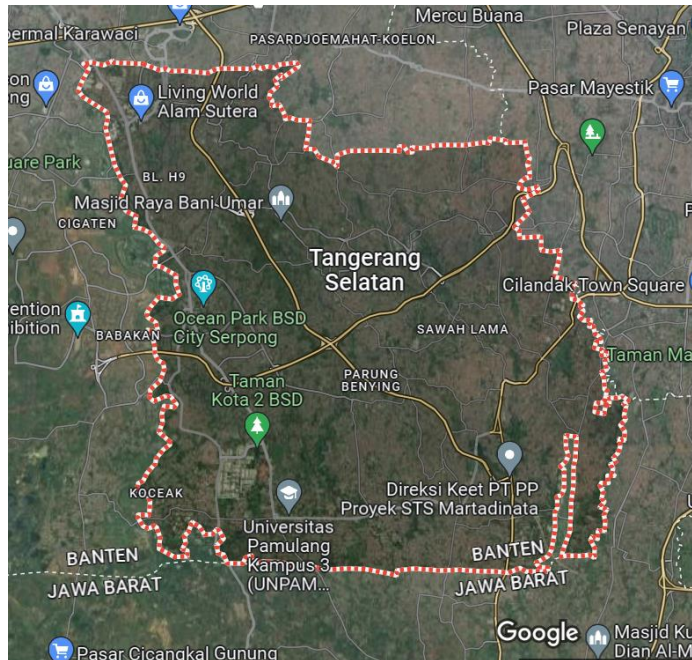 Mercu Buana
permal Karawaci
PASARDJOEMAHAT-KOELON
Plaza Senayan
Living World
Alam Sutera
Pasar Mayestik
uare Park
BL. H9
Masjid Raya Bani Umar
CIGATEN
Tangerang
Selatan
Cilandak Town Square
vention
hibition
BABAKAN
Ocean Park BSD
City Serpong
SAWAH LAMA
Taman Ma
PARUNG
BENYING
Taman
Kota 2 BSD
KOCEAK
Direksi Keet PT PP
Proyek STS Martadinata
Universitas
Pamulang
Kampus 3
(UNPAM...
BANTEN
JAWA BARAT
BANTEN
JAWA BARAT
Google
Masjid Ku
Dian Al-M
Pasar Cicangkal Gunung